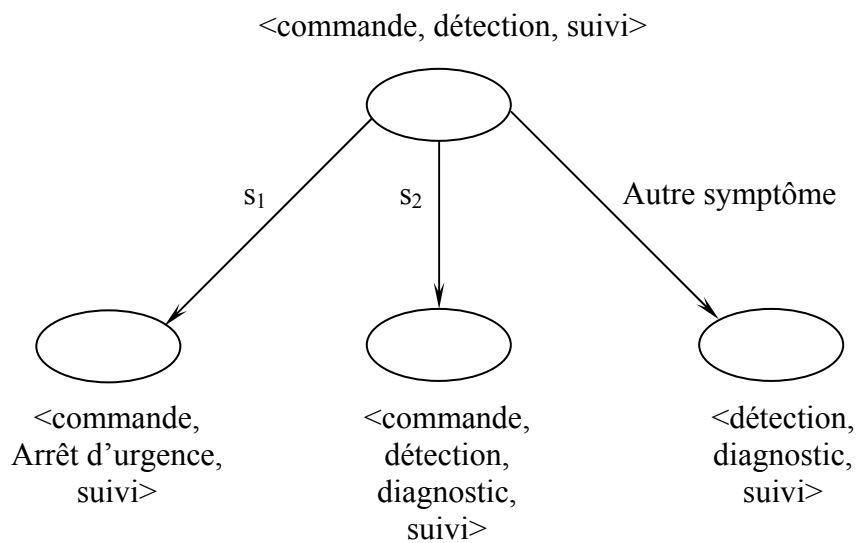 <commande, détection, suivi>
s₁
s₂
Autre symptôme
<commande,
Arrêt d’urgence,
suivi>
<commande,
détection,
diagnostic,
suivi>
<détection,
diagnostic,
suivi>